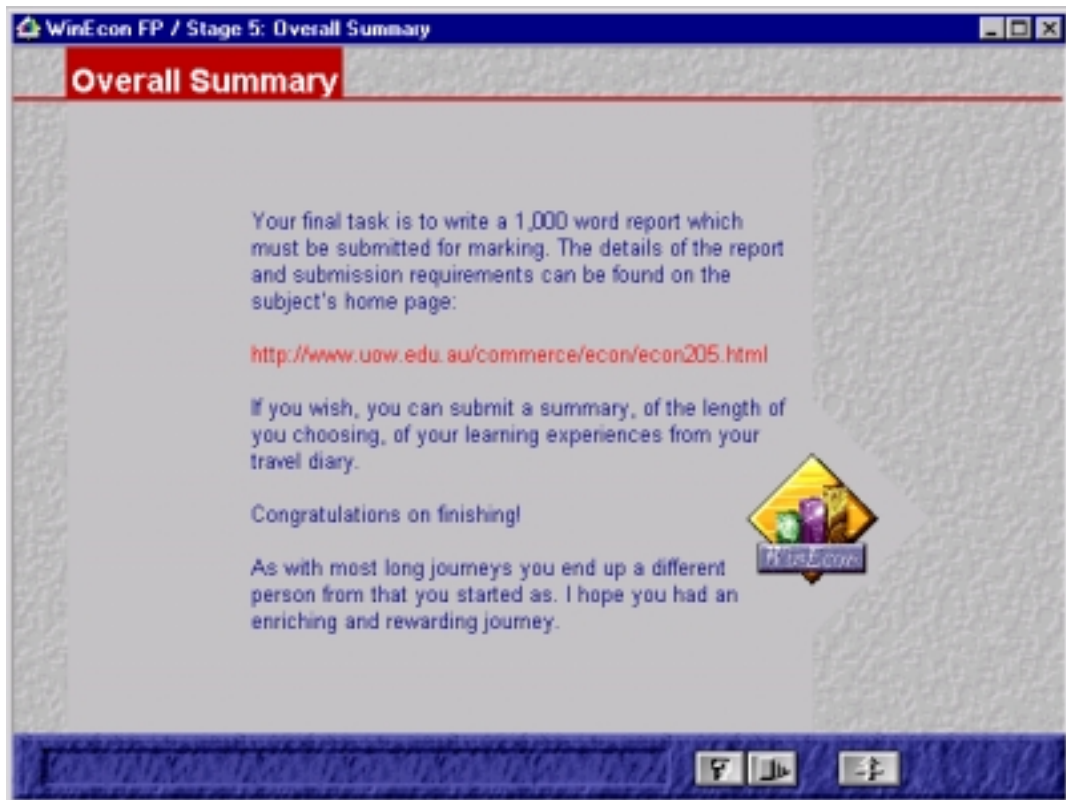 WinEcon FP / Stage 5: Overall Summary
Overall Summary
Your final task is to write a 1,000 word report which
must be submitted for marking. The details of the report
and submission requirements can be found on the
subject's home page:
http://www.uow.edu.au/commerce/econ/econ205.html
If you wish, you can submit a summary, of the length of
you choosing, of your learning experiences from your
travel diary.
Congratulations on finishing!
As with most long journeys you end up a different
person from that you started as. I hope you had an
enriching and rewarding journey.
WinEcon